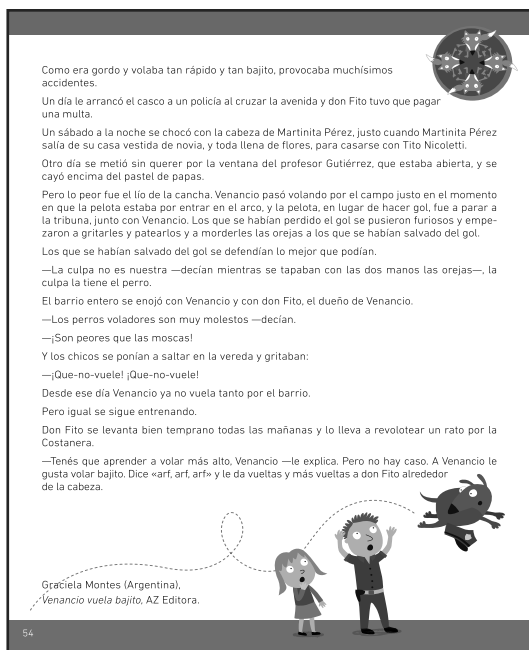 Como era gordo y volaba tan rápido y tan bajito, provocaba muchísimos
accidentes.
Un día le arrancó el casco a un policía al cruzar la avenida y don Fito tuvo que pagar
una multa.
Un sábado a la noche se chocó con la cabeza de Martinita Pérez, justo cuando Martinita Pérez
salía de su casa vestida de novia, y toda llena de flores, para casarse con Tito Nicoletti.
Otro día se metió sin querer por la ventana del profesor Gutiérrez, que estaba abierta, y se
cayó encima del pastel de papas.
Pero lo peor fue el lío de la cancha. Venancio pasó volando por el campo justo en el momento
en que la pelota estaba por entrar en el arco, y la pelota, en lugar de hacer gol, fue a parar a
la tribuna, junto con Venancio. Los que se habían perdido el gol se pusieron furiosos y empe-
zaron a gritarles y patearlos y a morderles las orejas a los que se habían salvado del gol.
Los que se habían salvado del gol se defendían lo mejor que podían.
—La culpa no es nuestra —decían mientras se tapaban con las dos manos las orejas—, la
culpa la tiene el perro.
El barrio entero se enojó con Venancio y con don Fito, el dueño de Venancio.
—Los perros voladores son muy molestos —decían.
—¡Son peores que las moscas!
Y los chicos se ponían a saltar en la vereda y gritaban:
—¡Que-no-vuele! ¡Que-no-vuele!
Desde ese día Venancio ya no vuela tanto por el barrio.
Pero igual se sigue entrenando.
Don Fito se levanta bien temprano todas las mañanas y lo lleva a revolotear un rato por la
Costanera.
—Tenés que aprender a volar más alto, Venancio —le explica. Pero no hay caso. A Venancio le
gusta volar bajito. Dice «arf, arf, arf» y le da vueltas y más vueltas a don Fito alrededor
de la cabeza.
Graciela Montes (Argentina),
Venancio vuela bajito, AZ Editora.
54